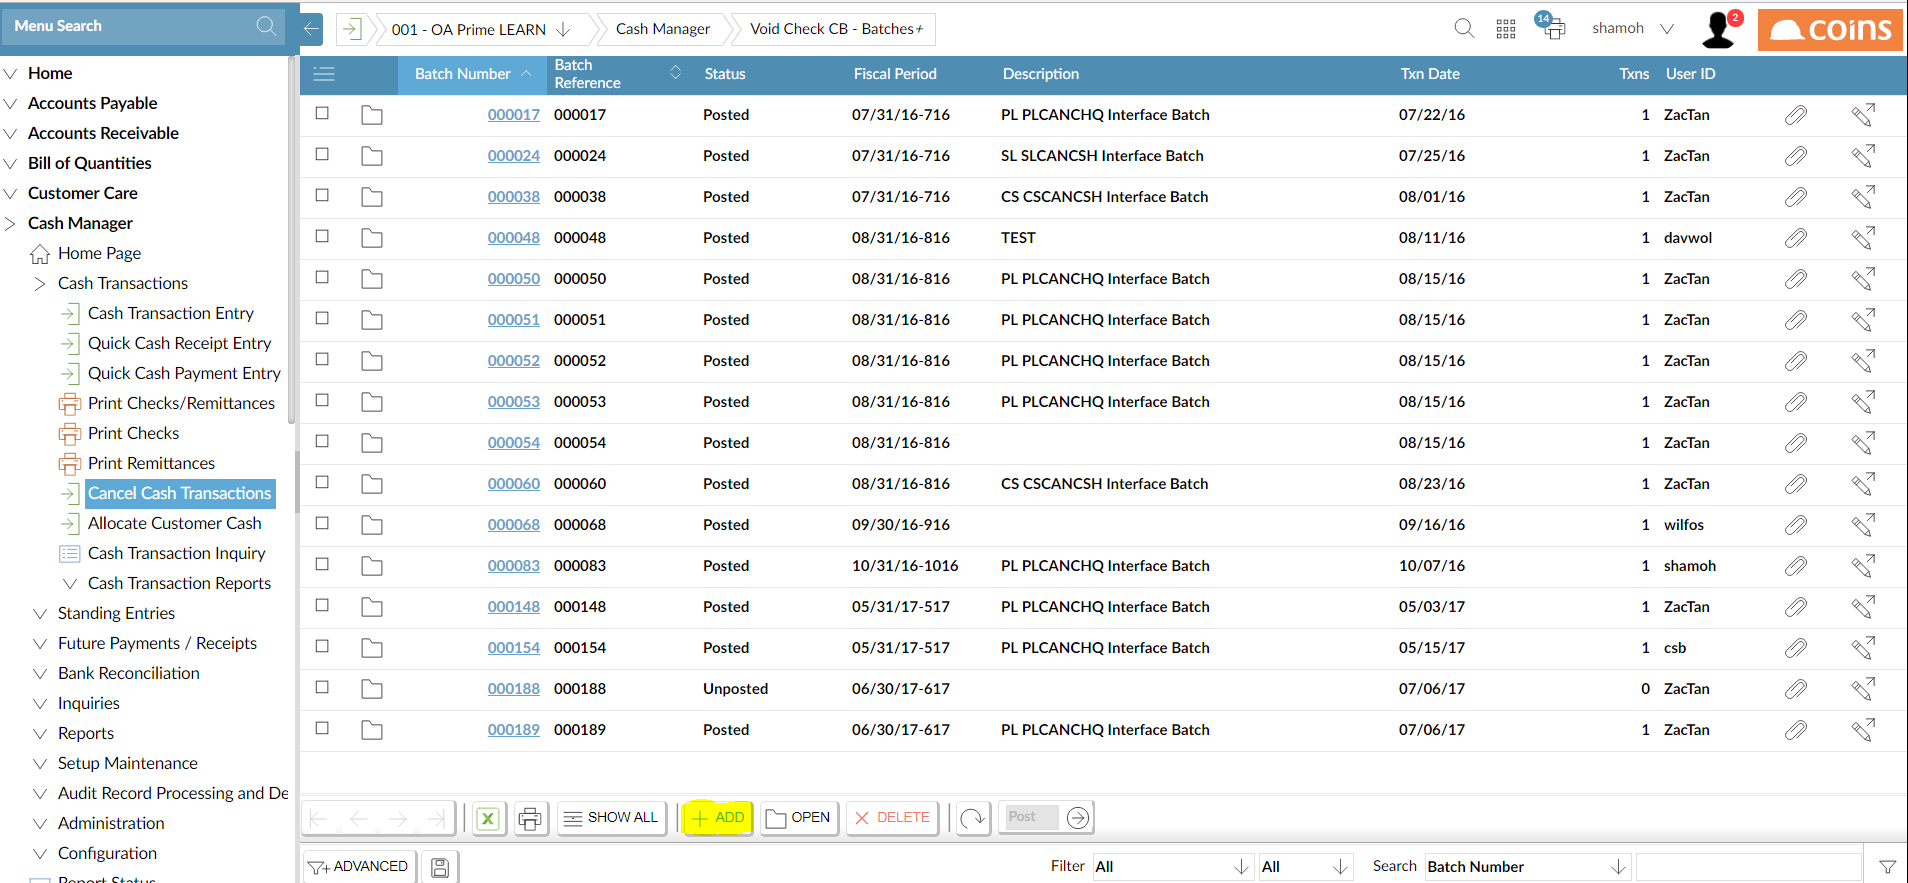 Menu Search
001 - OA Prime LEARN
Cash Manager
Void Check CB - Batches+
14
shamoh
2
coins
Home
Accounts Payable
Accounts Receivable
Bill of Quantities
Customer Care
Cash Manager
Home Page
Cash Transactions
Cash Transaction Entry
Quick Cash Receipt Entry
Quick Cash Payment Entry
Print Checks/Remittances
Print Checks
Print Remittances
Cancel Cash Transactions
Allocate Customer Cash
Cash Transaction Inquiry
Cash Transaction Reports
Standing Entries
Future Payments / Receipts
Bank Reconciliation
Inquiries
Reports
Setup Maintenance
Audit Record Processing and De
Administration
Configuration
Report Status
Batch Number Batch Reference Status Fiscal Period Description Txn Date Txns User ID
000017 000017 Posted 07/31/16-716 PL PLCANCHQ Interface Batch 07/22/16 1 ZacTan
000024 000024 Posted 07/31/16-716 SL SLCANCSH Interface Batch 07/25/16 1 ZacTan
000038 000038 Posted 07/31/16-716 CS CSCANCSH Interface Batch 08/01/16 1 ZacTan
000048 000048 Posted 08/31/16-816 TEST 08/11/16 1 davwol
000050 000050 Posted 08/31/16-816 PL PLCANCHQ Interface Batch 08/15/16 1 ZacTan
000051 000051 Posted 08/31/16-816 PL PLCANCHQ Interface Batch 08/15/16 1 ZacTan
000052 000052 Posted 08/31/16-816 PL PLCANCHQ Interface Batch 08/15/16 1 ZacTan
000053 000053 Posted 08/31/16-816 PL PLCANCHQ Interface Batch 08/15/16 1 ZacTan
000054 000054 Posted 08/31/16-816 08/15/16 1 ZacTan
000060 000060 Posted 08/31/16-816 CS CSCANCSH Interface Batch 08/23/16 1 ZacTan
000068 000068 Posted 09/30/16-916 09/16/16 1 wilfos
000083 000083 Posted 10/31/16-1016 PL PLCANCHQ Interface Batch 10/07/16 1 shamoh
000148 000148 Posted 05/31/17-517 PL PLCANCHQ Interface Batch 05/03/17 1 ZacTan
000154 000154 Posted 05/31/17-517 PL PLCANCHQ Interface Batch 05/15/17 1 csb
000188 000188 Unposted 06/30/17-617 07/06/17 0 ZacTan
000189 000189 Posted 06/30/17-617 PL PLCANCHQ Interface Batch 07/06/17 1 ZacTan
X SHOW ALL ADD OPEN DELETE Post
ADVANCED Filter All All Search Batch Number